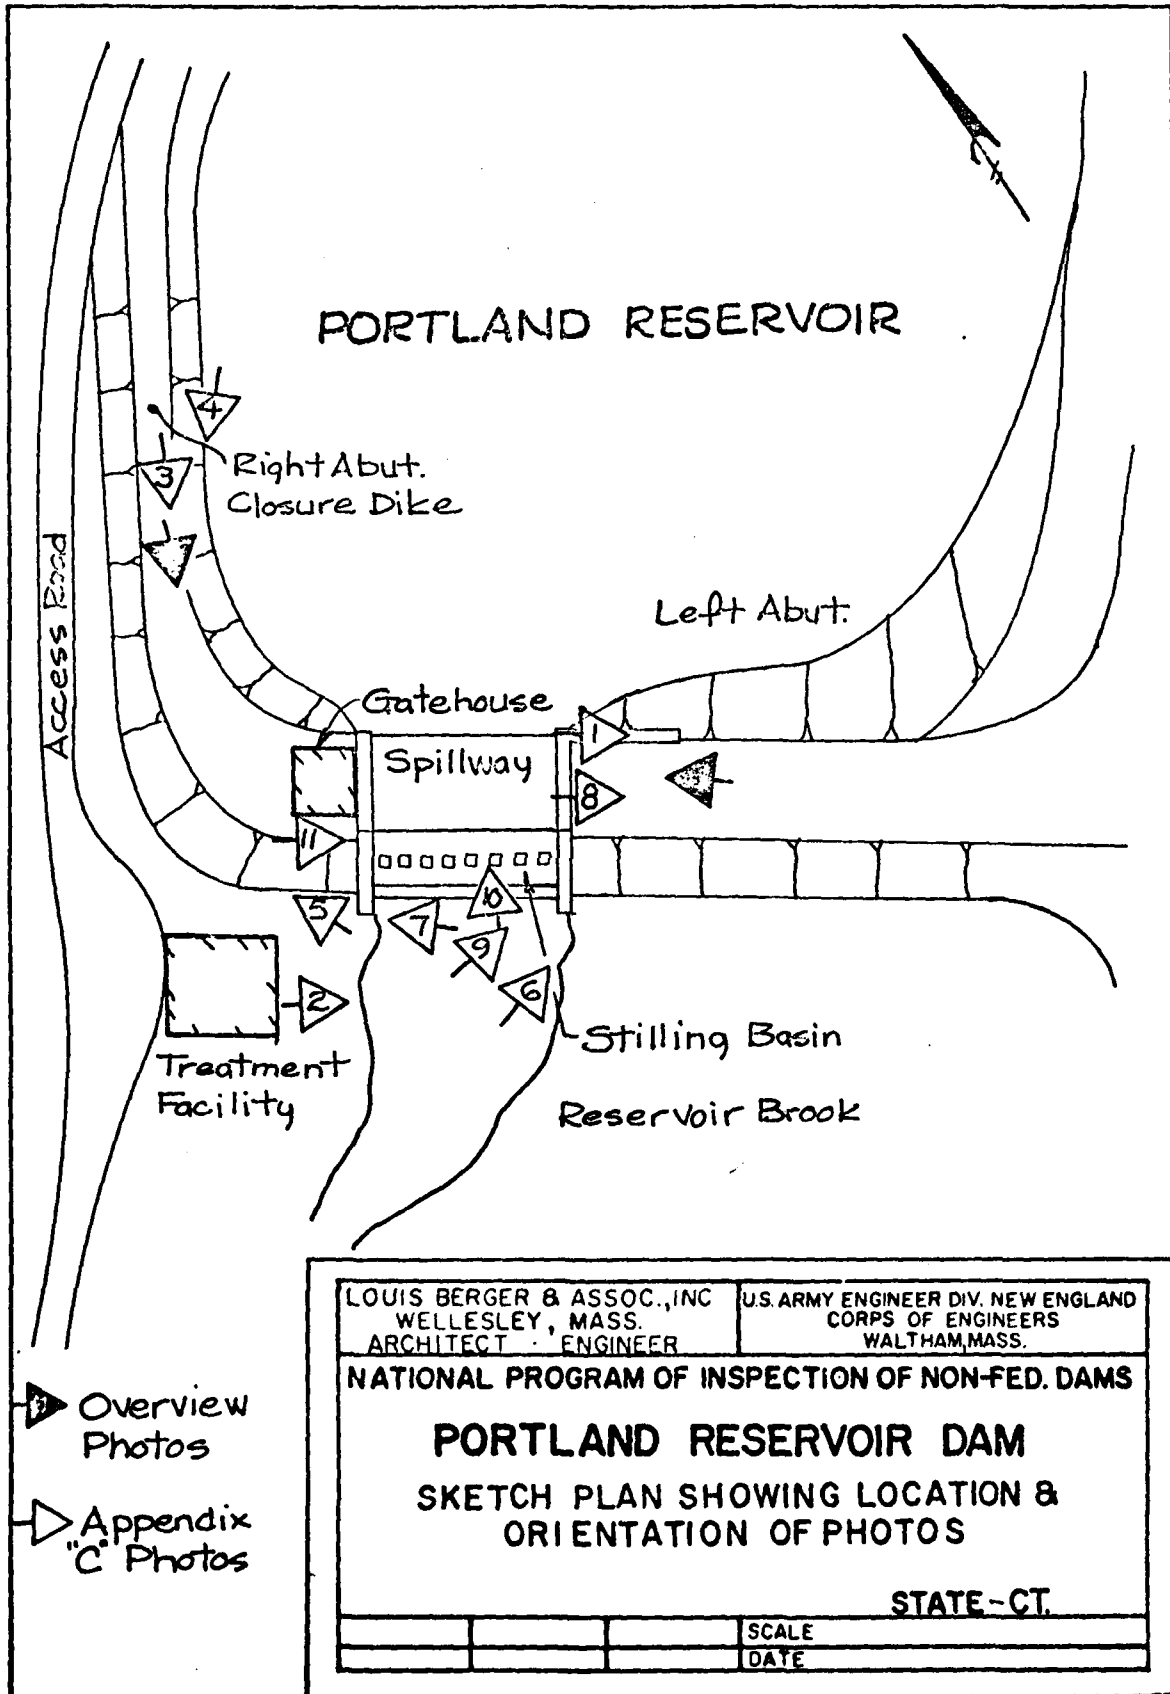 PORTLAND RESERVOIR
4
3
Right Abut.
Closure Dike
Access Road
Left Abut.
Gatehouse
1
Spillway
8
11
10
5
7
9
6
2
Stilling Basin
Treatment
Facility
Reservoir Brook
LOUIS BERGER & ASSOC., INC
WELLESLEY, MASS.
ARCHITECT · ENGINEER
U.S. ARMY ENGINEER DIV. NEW ENGLAND
CORPS OF ENGINEERS
WALTHAM, MASS.
NATIONAL PROGRAM OF INSPECTION OF NON-FED. DAMS
PORTLAND RESERVOIR DAM
SKETCH PLAN SHOWING LOCATION &
ORIENTATION OF PHOTOS
STATE-CT.
SCALE
DATE
Overview
Photos
Appendix
"C" Photos